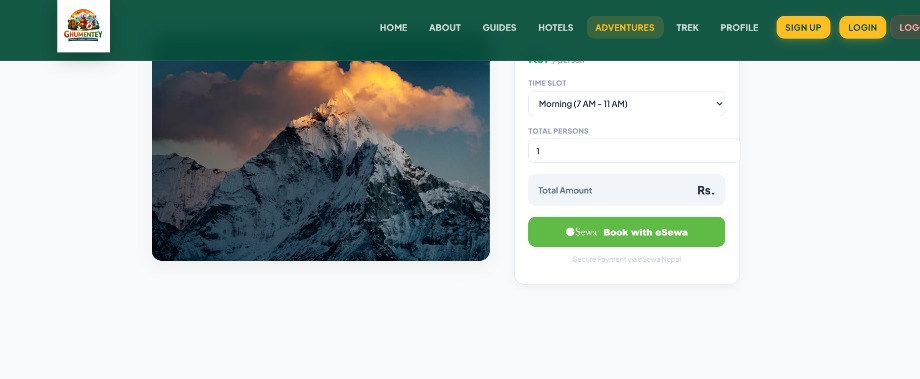 GHUMENTEY
HOME
ABOUT
GUIDES
HOTELS
ADVENTURES
TREK
PROFILE
SIGN UP
LOGIN
LOG
/ person
TIME SLOT
Morning (7 AM - 11 AM)
TOTAL PERSONS
1
Total Amount
Rs.
eSewa Book with eSewa
Secure Payment via eSewa Nepal